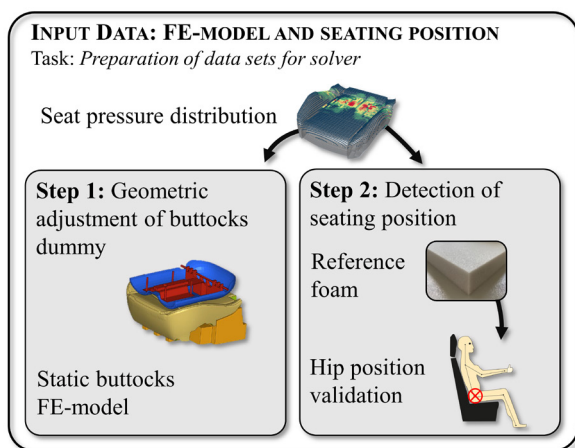 INPUT DATA: FE-MODEL AND SEATING POSITION
Task: Preparation of data sets for solver
Seat pressure distribution
Step 1: Geometric
adjustment of buttocks
dummy
Static buttocks
FE-model
Step 2: Detection of
seating position
Reference
foam
Hip position
validation